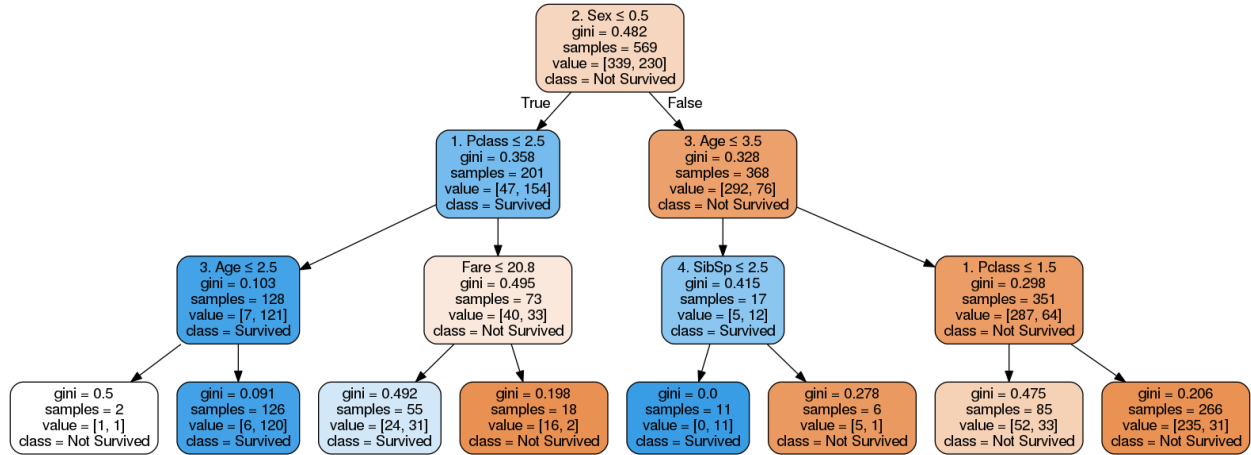 2. Sex ≤ 0.5
gini = 0.482
samples = 569
value = [339, 230]
class = Not Survived
True
False
1. Pclass ≤ 2.5
gini = 0.358
samples = 201
value = [47, 154]
class = Survived
3. Age ≤ 3.5
gini = 0.328
samples = 368
value = [292, 76]
class = Not Survived
3. Age ≤ 2.5
gini = 0.103
samples = 128
value = [7, 121]
class = Survived
Fare ≤ 20.8
gini = 0.495
samples = 73
value = [40, 33]
class = Not Survived
4. SibSp ≤ 2.5
gini = 0.415
samples = 17
value = [5, 12]
class = Survived
1. Pclass ≤ 1.5
gini = 0.298
samples = 351
value = [287, 64]
class = Not Survived
gini = 0.5
samples = 2
value = [1, 1]
class = Not Survived
gini = 0.091
samples = 126
value = [6, 120]
class = Survived
gini = 0.492
samples = 55
value = [24, 31]
class = Survived
gini = 0.198
samples = 18
value = [16, 2]
class = Not Survived
gini = 0.0
samples = 11
value = [0, 11]
class = Survived
gini = 0.278
samples = 6
value = [5, 1]
class = Not Survived
gini = 0.475
samples = 85
value = [52, 33]
class = Not Survived
gini = 0.206
samples = 266
value = [235, 31]
class = Not Survived